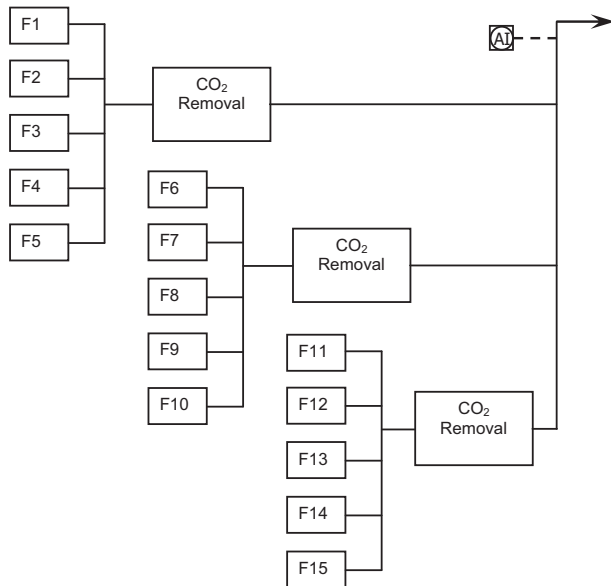 F1
F2
F3
F4
F5
CO₂
Removal
AI
F6
F7
F8
F9
F10
CO₂
Removal
F11
F12
F13
F14
F15
CO₂
Removal